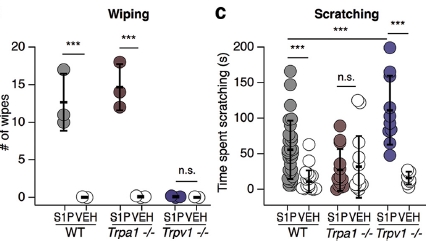 Wiping
# of wipes
20
15
10
5
0
***
***
n.s.
S1P VEH
S1P VEH
S1P VEH
WT
Trpa1 -/-
Trpv1 -/-
C
Scratching
Time spent scratching (s)
200
150
100
50
0
***
***
n.s.
***
S1P VEH
S1P VEH
S1P VEH
WT
Trpa1 -/-
Trpv1 -/-